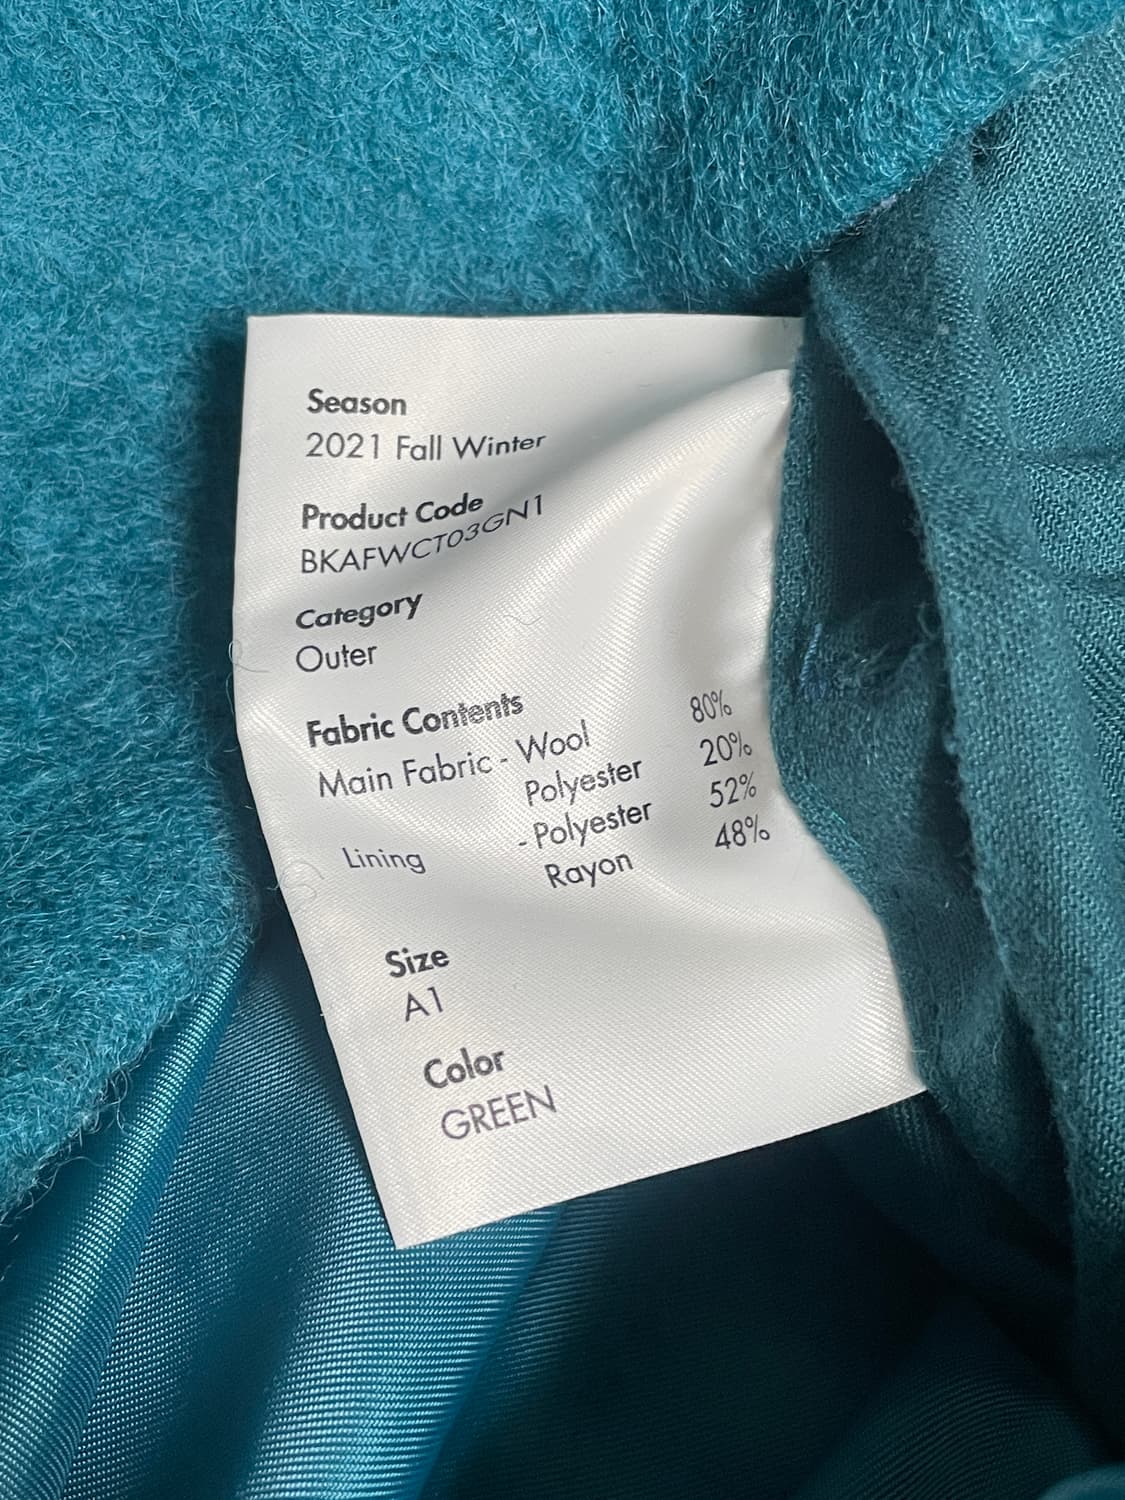 Season
2021 Fall Winter
Product Code
BKAFWCT03GN1
Category
Outer
Fabric Contents
Main Fabric - Wool 80%
Polyester 20%
Lining - Polyester 52%
Rayon 48%
Size
A1
Color
GREEN